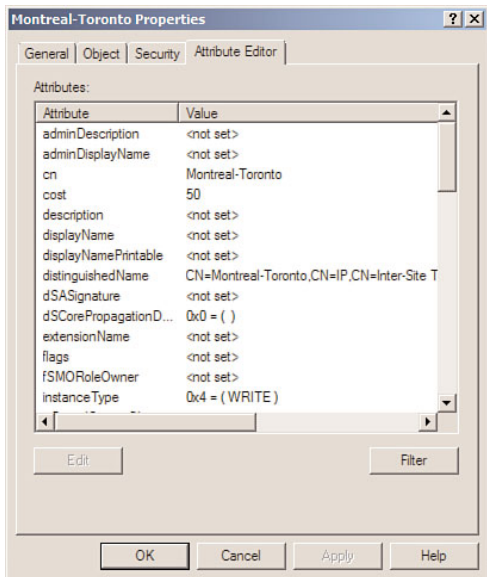 Montreal-Toronto Properties ? X
General Object Security Attribute Editor
Attributes:
Attribute Value
adminDescription <not set>
adminDisplayName <not set>
cn Montreal-Toronto
cost 50
description <not set>
displayName <not set>
displayNamePrintable <not set>
distinguishedName CN=Montreal-Toronto,CN=IP,CN=Inter-Site T
dSASignature <not set>
dSCorePropagationD... 0x0 = ( )
extensionName <not set>
flags <not set>
fSMORoleOwner <not set>
instanceType 0x4 = ( WRITE )
Edit Filter
OK Cancel Apply Help